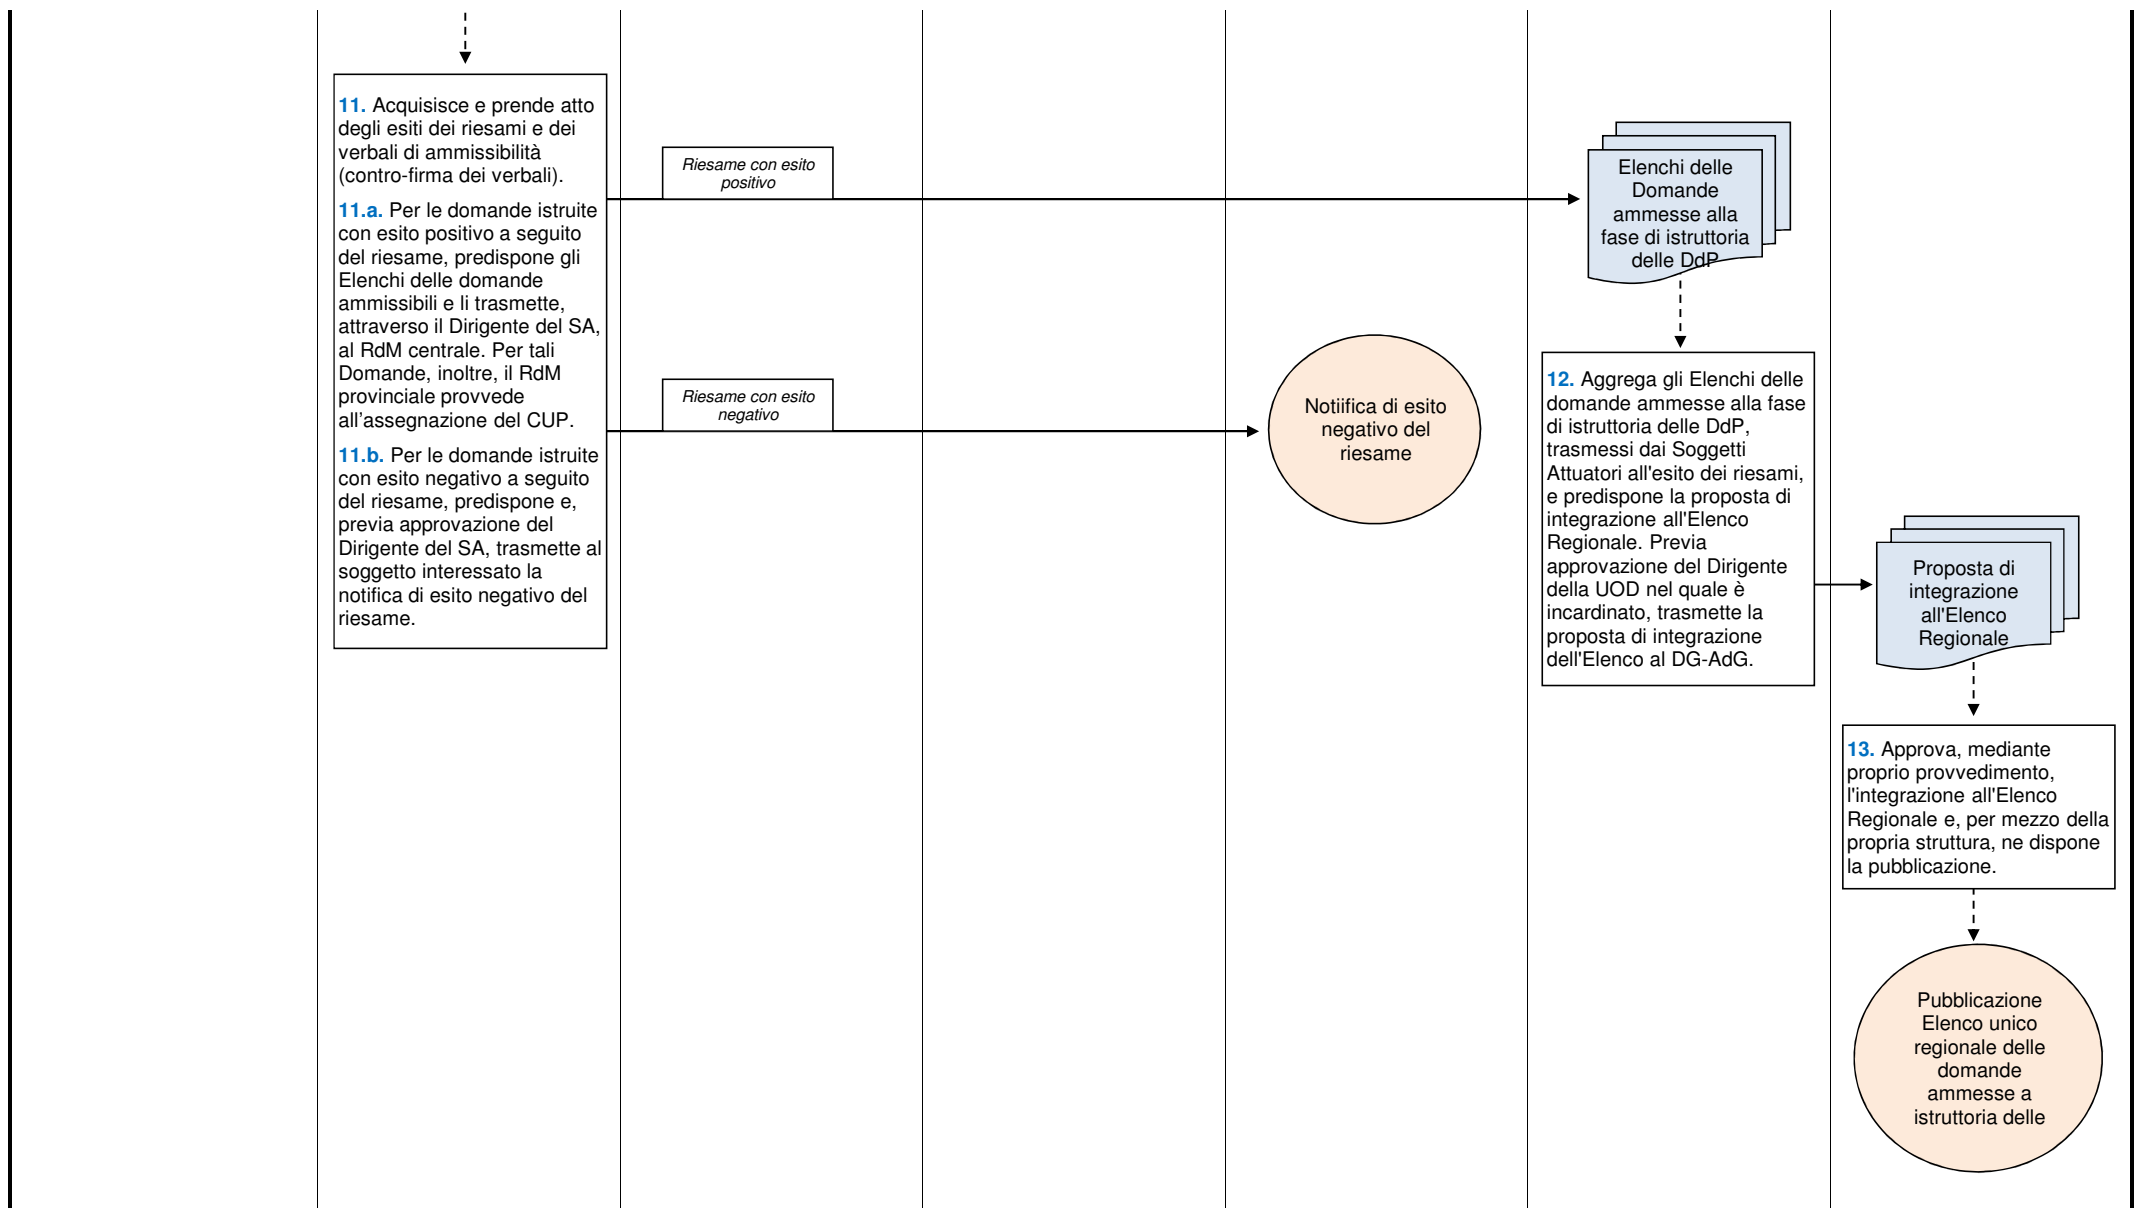 11. Acquisisce e prende atto
degli esiti dei riesami e dei
verbali di ammissibilità
(contro-firma dei verbali).
11.a. Per le domande istruite
con esito positivo a seguito
del riesame, predispone gli
Elenchi delle domande
ammissibili e li trasmette,
attraverso il Dirigente del SA,
al RdM centrale. Per tali
Domande, inoltre, il RdM
provinciale provvede
all'assegnazione del CUP.
11.b. Per le domande istruite
con esito negativo a seguito
del riesame, predispone e,
previa approvazione del
Dirigente del SA, trasmette al
soggetto interessato la
notifica di esito negativo del
riesame.
Riesame con esito
positivo
Riesame con esito
negativo
Notiifica di esito
negativo del
riesame
Elenchi delle
Domande
ammesse alla
fase di istruttoria
delle DdP
12. Aggrega gli Elenchi delle
domande ammesse alla fase
di istruttoria delle DdP,
trasmessi dai Soggetti
Attuatori all'esito dei riesami,
e predispone la proposta di
integrazione all'Elenco
Regionale. Previa
approvazione del Dirigente
della UOD nel quale è
incardinato, trasmette la
proposta di integrazione
dell'Elenco al DG-AdG.
Proposta di
integrazione
all'Elenco
Regionale
13. Approva, mediante
proprio provvedimento,
l'integrazione all'Elenco
Regionale e, per mezzo della
propria struttura, ne dispone
la pubblicazione.
Pubblicazione
Elenco unico
regionale delle
domande
ammesse a
istruttoria delle